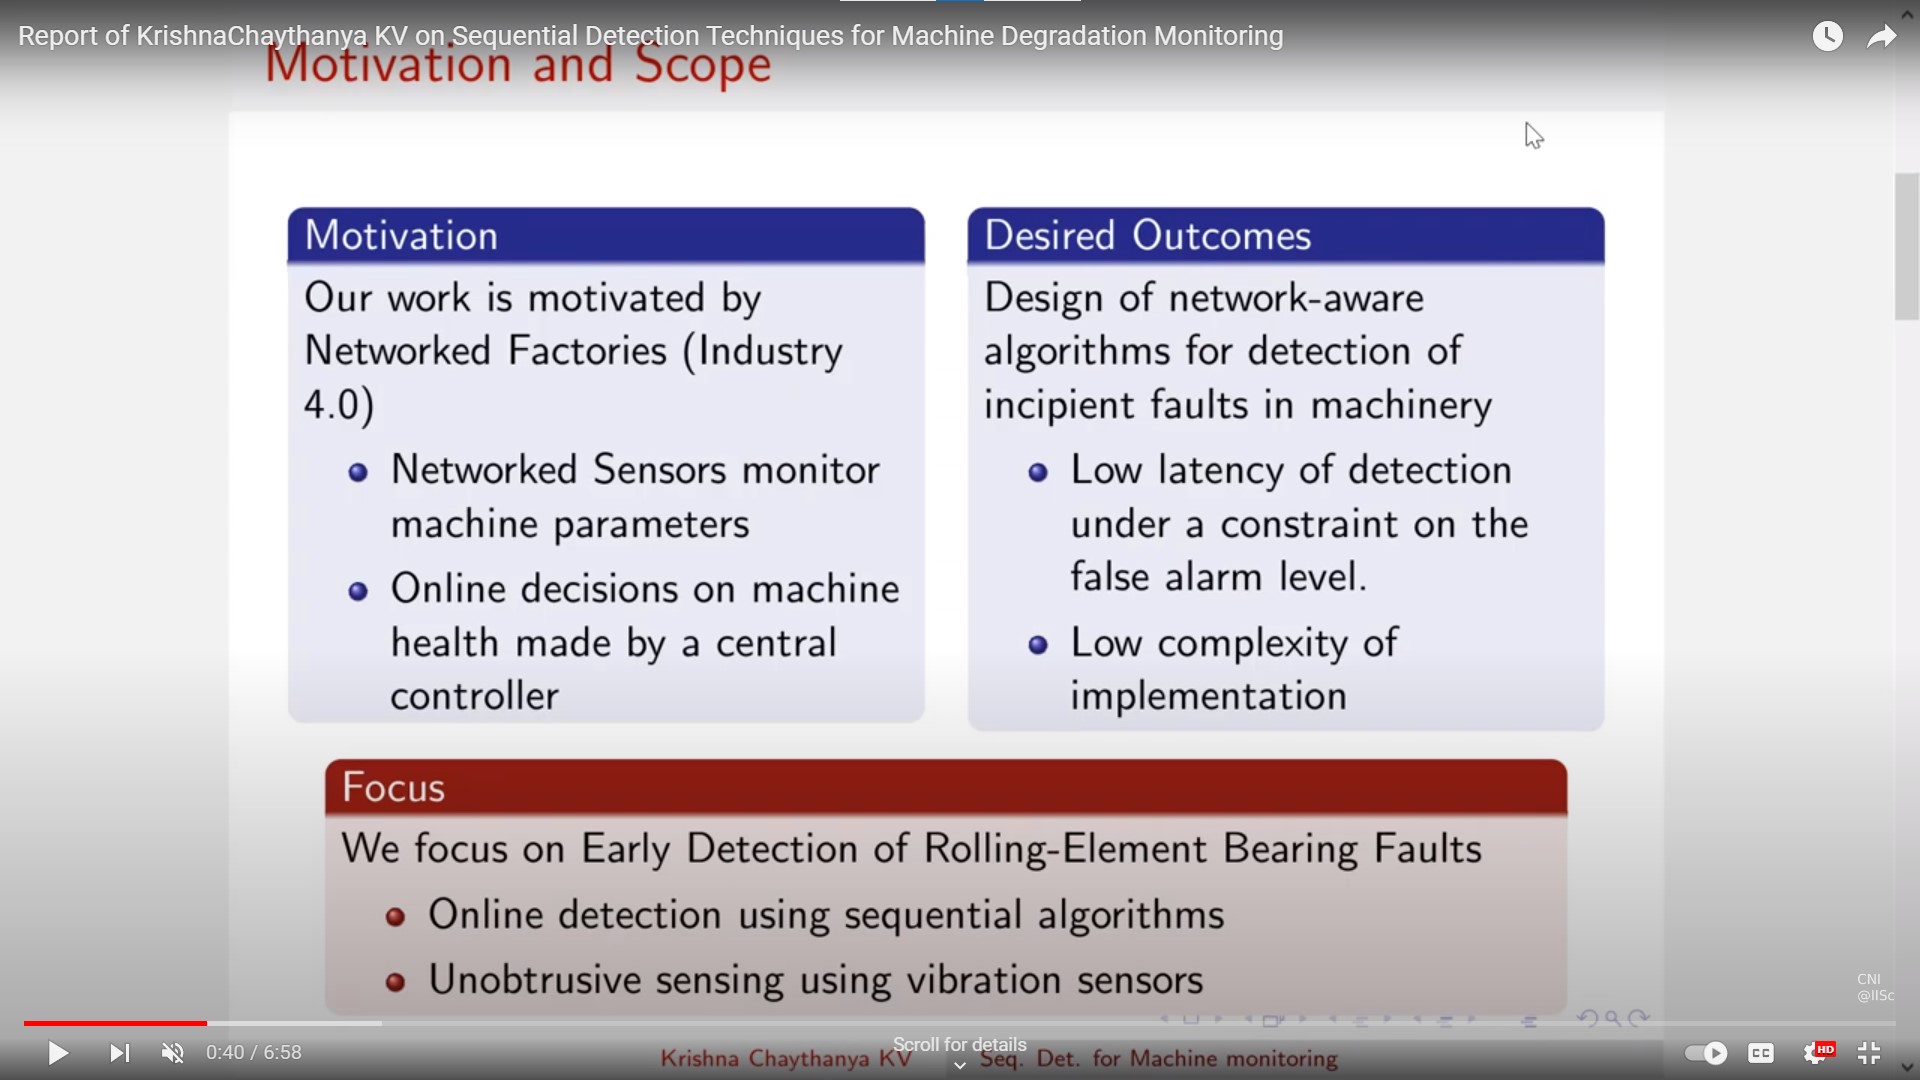 Report of KrishnaChaythanya KV on Sequential Detection Techniques for Machine Degradation Monitoring
Motivation and Scope
Motivation
Our work is motivated by
Networked Factories (Industry
4.0)
Networked Sensors monitor
machine parameters
Online decisions on machine
health made by a central
controller
Desired Outcomes
Design of network-aware
algorithms for detection of
incipient faults in machinery
Low latency of detection
under a constraint on the
false alarm level.
Low complexity of
implementation
Focus
We focus on Early Detection of Rolling-Element Bearing Faults
Online detection using sequential algorithms
Unobtrusive sensing using vibration sensors
CNI
@IISc
0:40 / 6:58
Scroll for details
Krishna Chaythanya KV
Seq. Det. for Machine monitoring
CC
HD